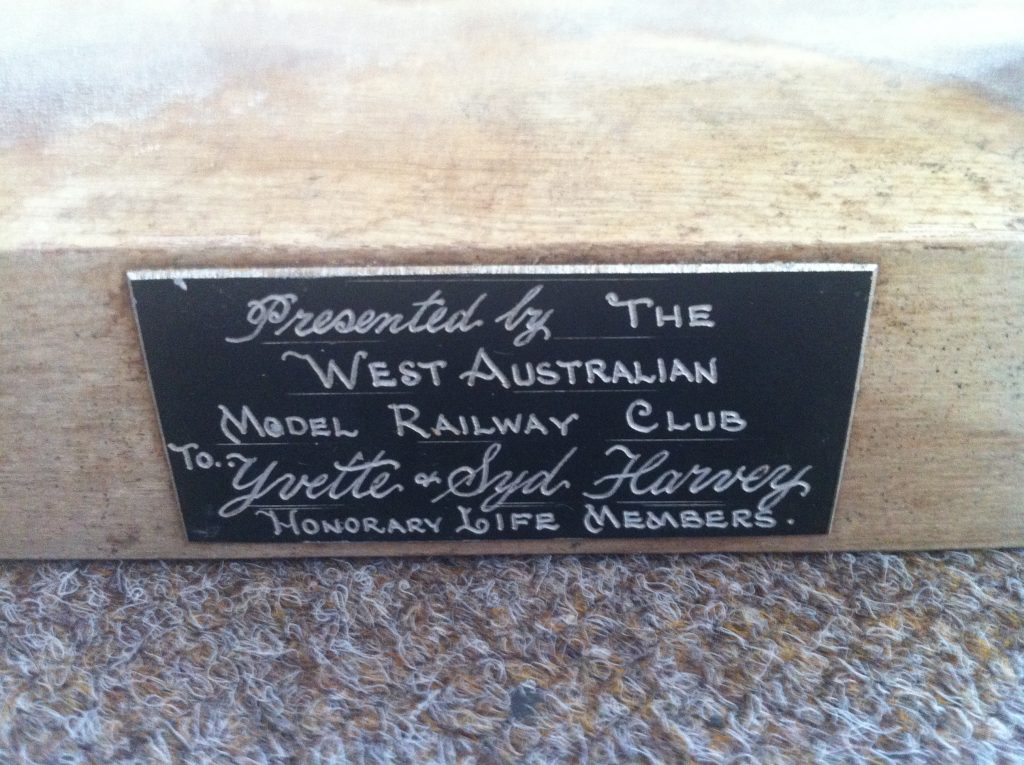 Presented by THE
WEST AUSTRALIAN
MODEL RAILWAY CLUB
TO.. Yvette & Syd Harvey
HONORARY LIFE MEMBERS.